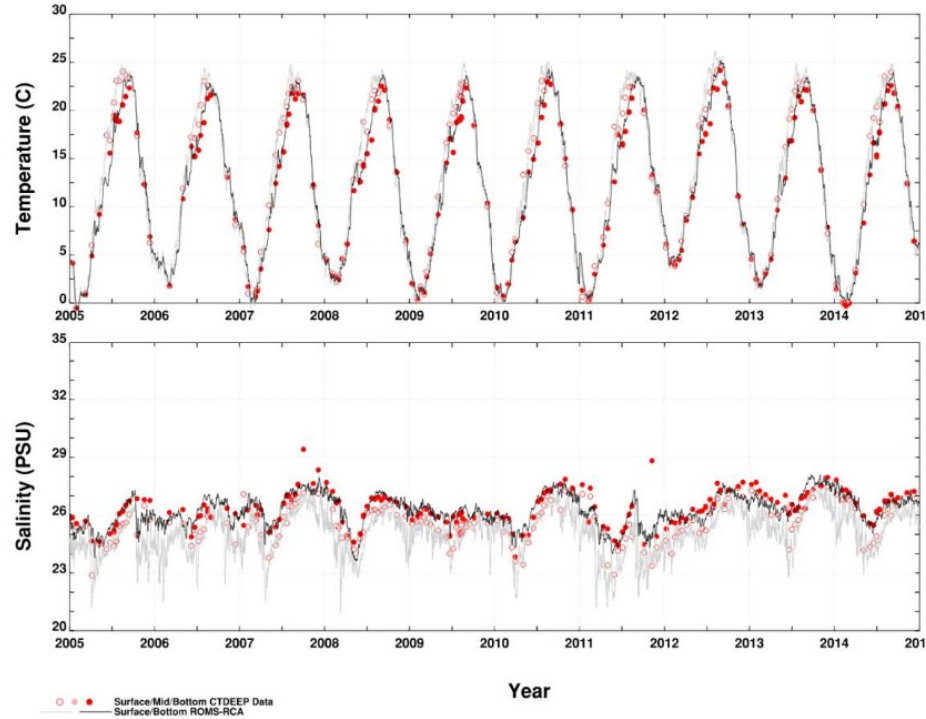 30
25
20
15
10
5
0
Temperature (C)
2005 2006 2007 2008 2009 2010 2011 2012 2013 2014 201
35
32
29
26
23
20
Salinity (PSU)
2005 2006 2007 2008 2009 2010 2011 2012 2013 2014 201
Year
Surface/Mid/Bottom CTDEEP Data
Surface/Bottom ROMS-RCA